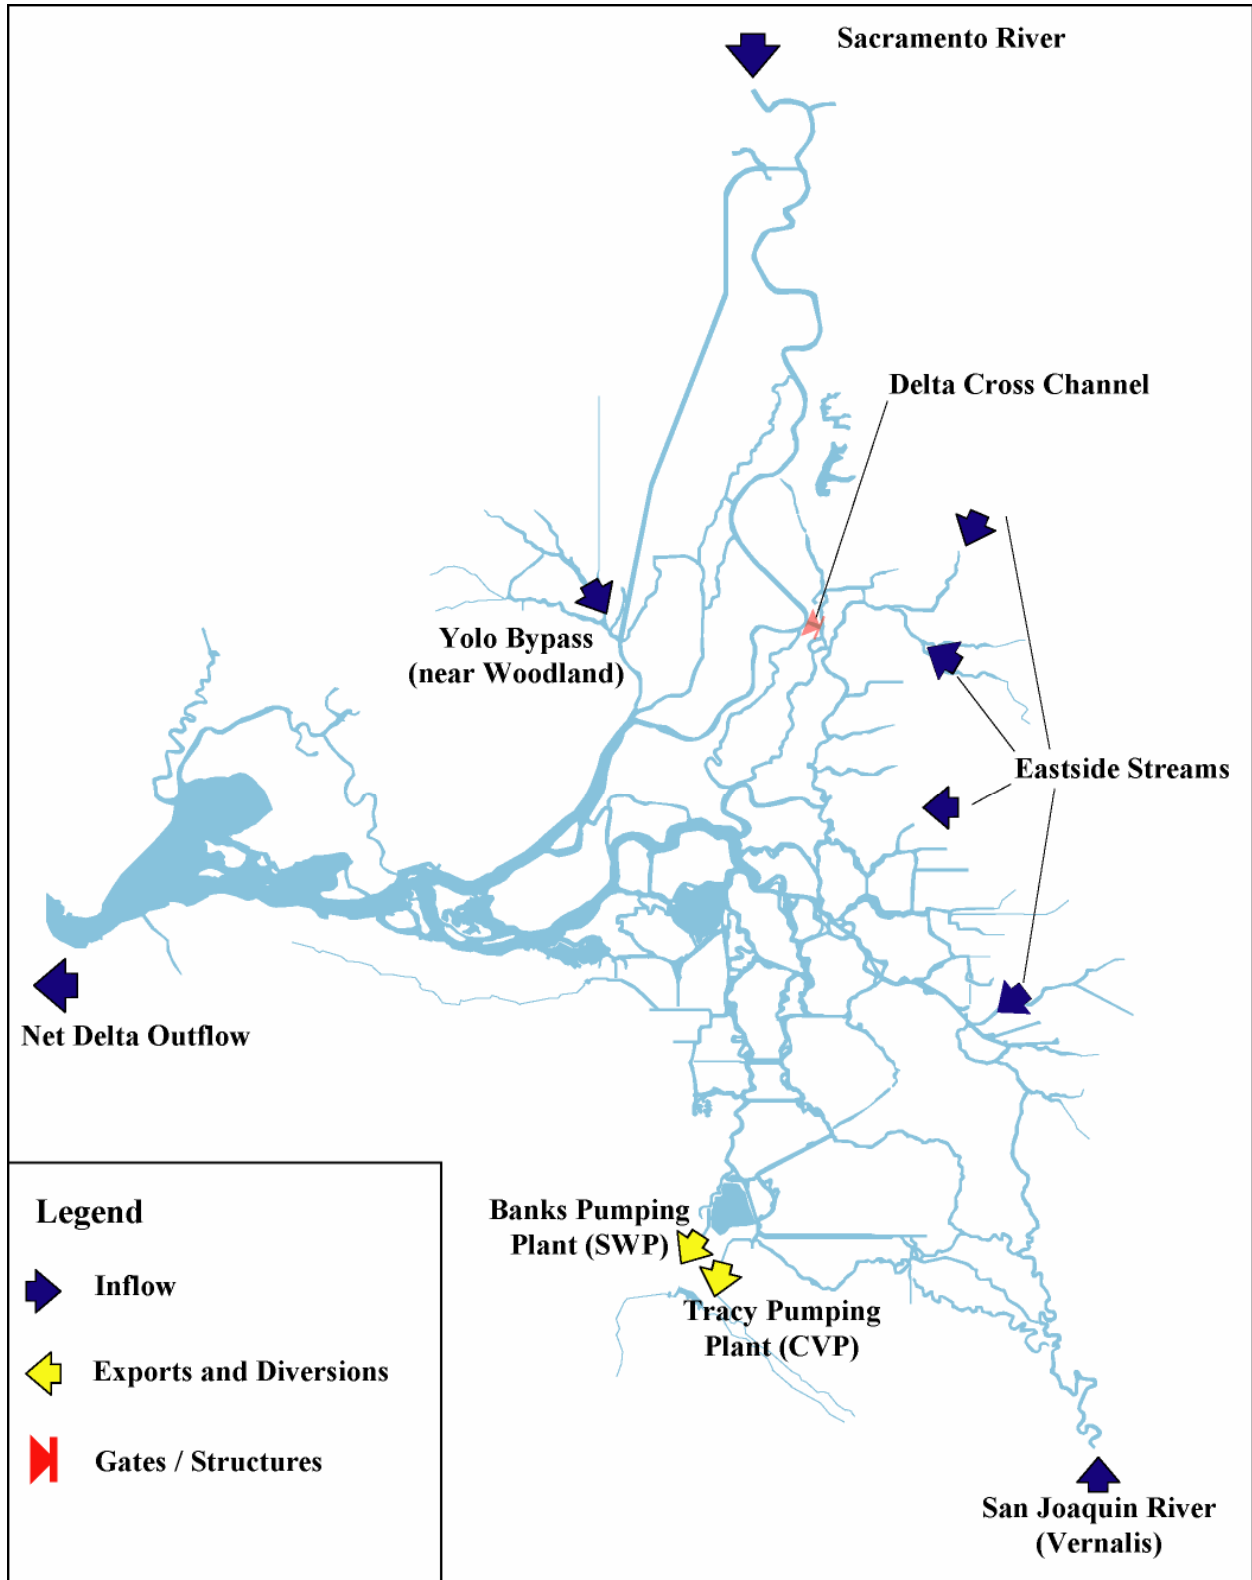 Sacramento River
Delta Cross Channel
Yolo Bypass
(near Woodland)
Eastside Streams
Net Delta Outflow
Banks Pumping
Plant (SWP)
Tracy Pumping
Plant (CVP)
San Joaquin River
(Vernalis)
Legend
Inflow
Exports and Diversions
Gates / Structures